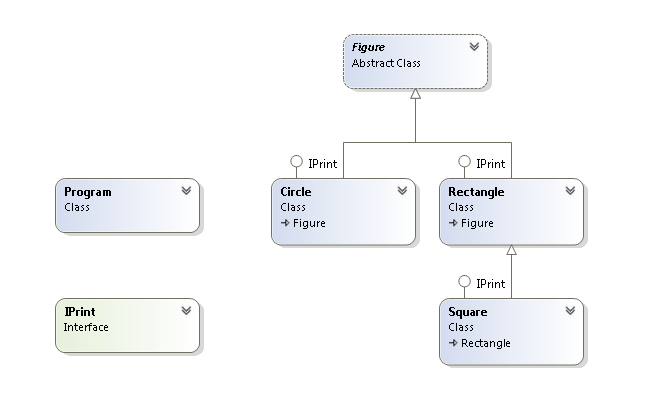 Figure
Abstract Class
IPrint
IPrint
Program
Class
Circle
Class
Figure
Rectangle
Class
Figure
IPrint
IPrint
Interface
Square
Class
Rectangle